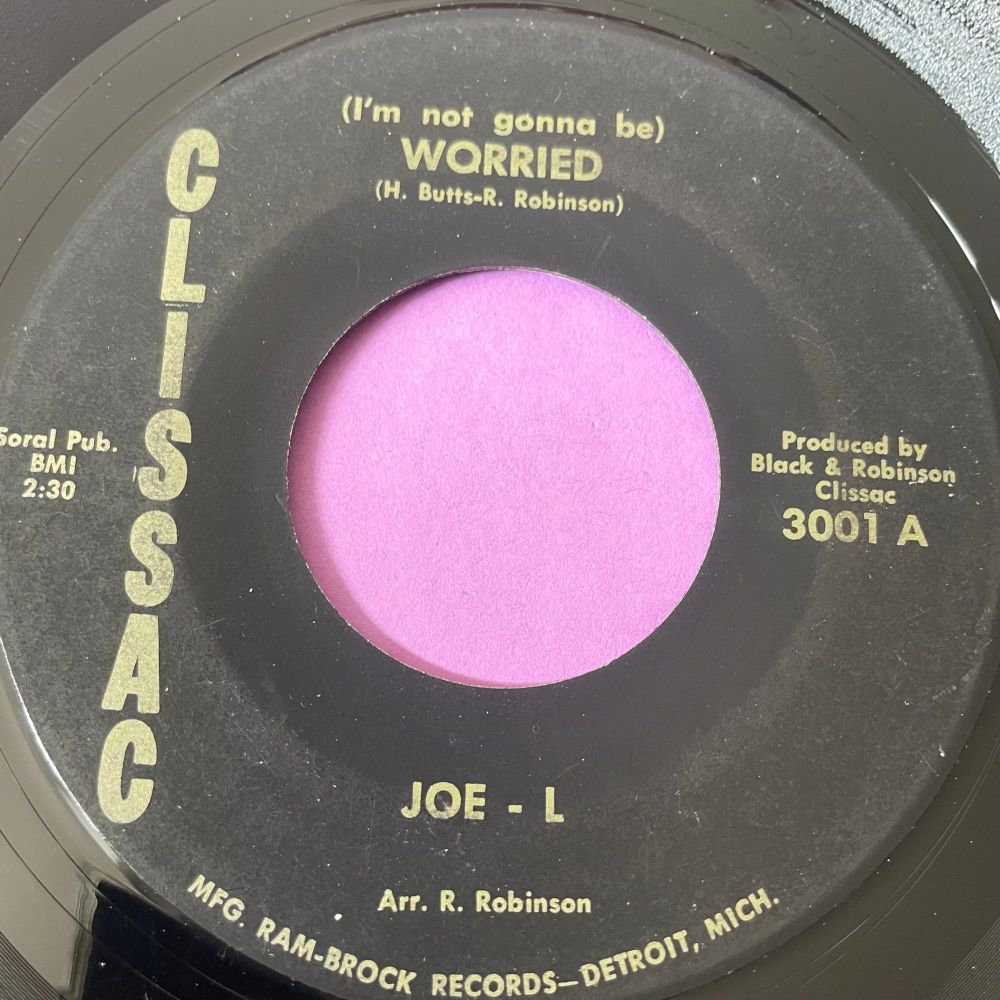 (I'm not gonna be)
WORRIED
(H. Butts-R. Robinson)
CLISSAC
Soral Pub.
BMI
2:30
Produced by
Black & Robinson
Clissac
3001 A
JOE - L
Arr. R. Robinson
MFG. RAM-BROCK RECORDS—DETROIT, MICH.